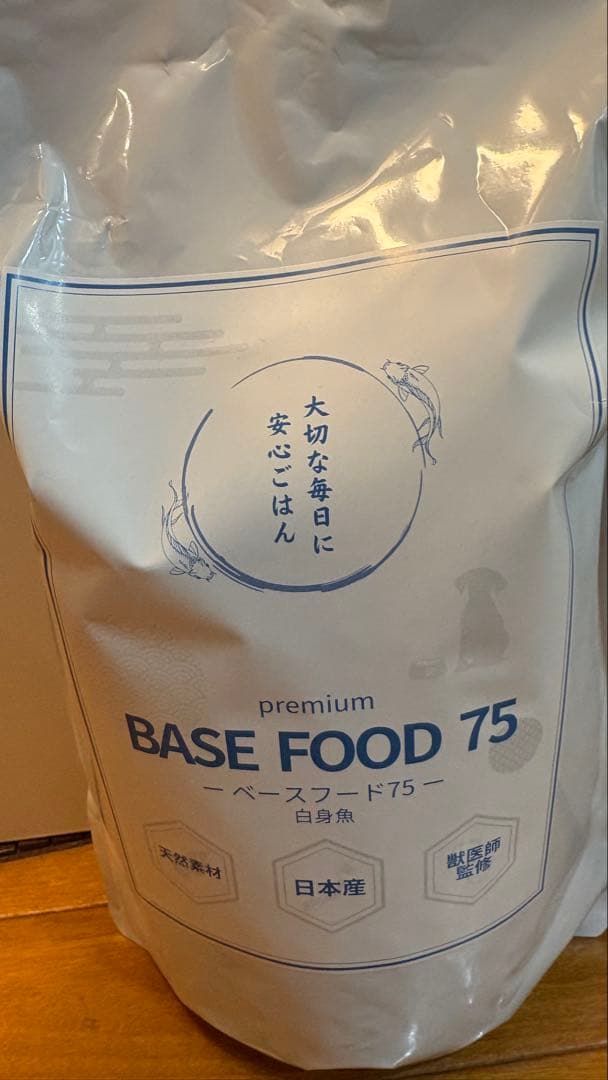 大切な毎日に
安心ごはん
premium
BASE FOOD 75
ー ベースフード75 ー
白身魚
天然素材
日本産
獣医師
監修